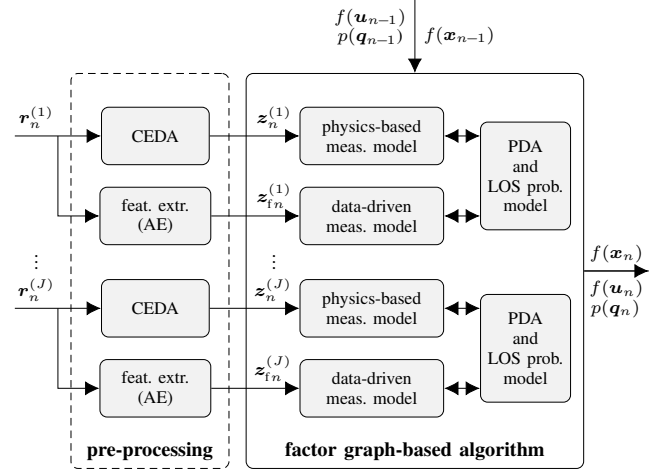 f(u_{n-1})
p(q_{n-1})
f(x_{n-1})
r_n^{(1)}
CEDA
z_n^{(1)}
physics-based
meas. model
PDA
and
LOS prob.
model
feat. extr.
(AE)
z_{fn}^{(1)}
data-driven
meas. model
⋮
⋮
f(x_n)
f(u_n)
p(q_n)
r_n^{(J)}
CEDA
z_n^{(J)}
physics-based
meas. model
PDA
and
LOS prob.
model
feat. extr.
(AE)
z_{fn}^{(J)}
data-driven
meas. model
pre-processing
factor graph-based algorithm